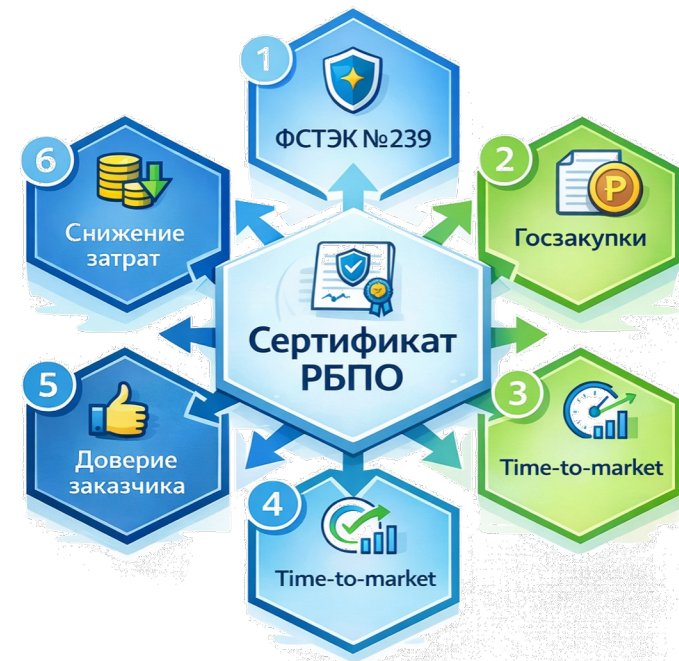 1
ФСТЭК №239
2
Госзакупки
3
Time-to-market
4
Time-to-market
5
Доверие
заказчика
6
Снижение
затрат
Сертификат
РБПО